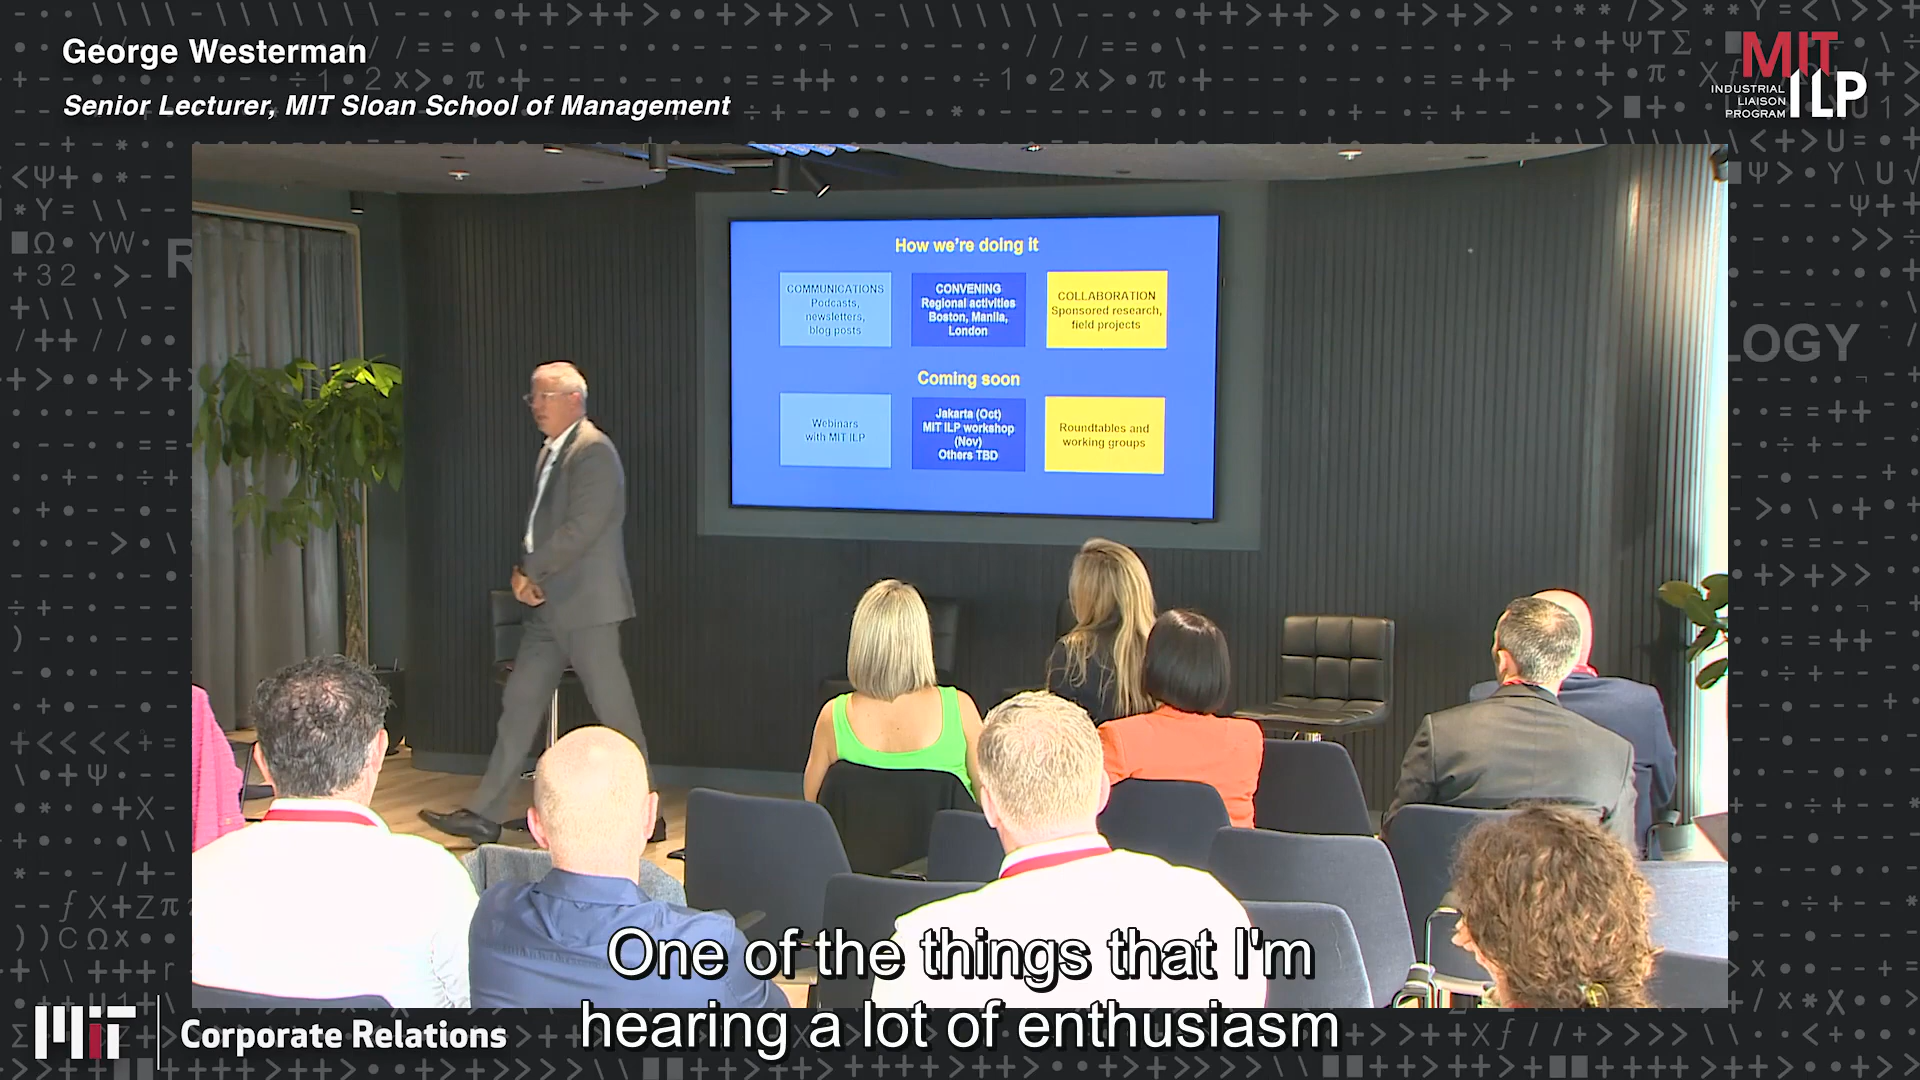 George Westerman
Senior Lecturer, MIT Sloan School of Management
MIT
ILP
INDUSTRIAL
LIAISON
PROGRAM
How we're doing it
COMMUNICATIONS
Podcasts,
newsletters,
blog posts
CONVENING
Regional activities
Boston, Manila,
London
COLLABORATION
Sponsored research,
field projects
Coming soon
Webinars
with MIT ILP
Jakarta (Oct)
MIT ILP workshop
(Nov)
Others TBD
Roundtables and
working groups
LOGY
One of the things that I'm
hearing a lot of enthusiasm
MIT
Corporate Relations